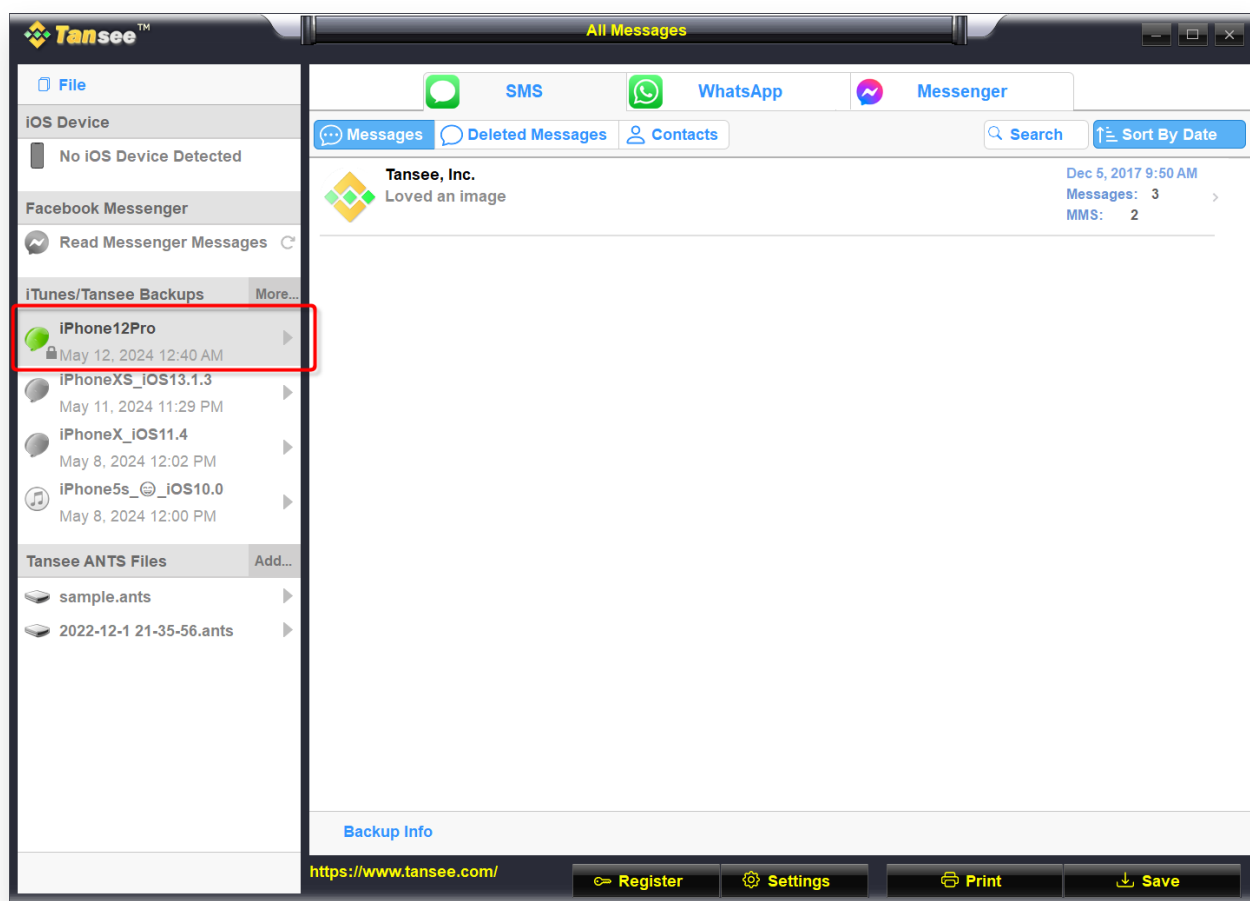 Tansee™
All Messages
File
iOS Device
No iOS Device Detected
Facebook Messenger
Read Messenger Messages
iTunes/Tansee Backups More...
iPhone12Pro
May 12, 2024 12:40 AM
iPhoneXS_iOS13.1.3
May 11, 2024 11:29 PM
iPhoneX_iOS11.4
May 8, 2024 12:02 PM
iPhone5s_😄_iOS10.0
May 8, 2024 12:00 PM
Tansee ANTS Files Add...
sample.ants
2022-12-1 21-35-56.ants
SMS WhatsApp Messenger
Messages Deleted Messages Contacts Search Sort By Date
Tansee, Inc. Dec 5, 2017 9:50 AM
Loved an image Messages: 3
MMS: 2
Backup Info
https://www.tansee.com/ Register Settings Print Save